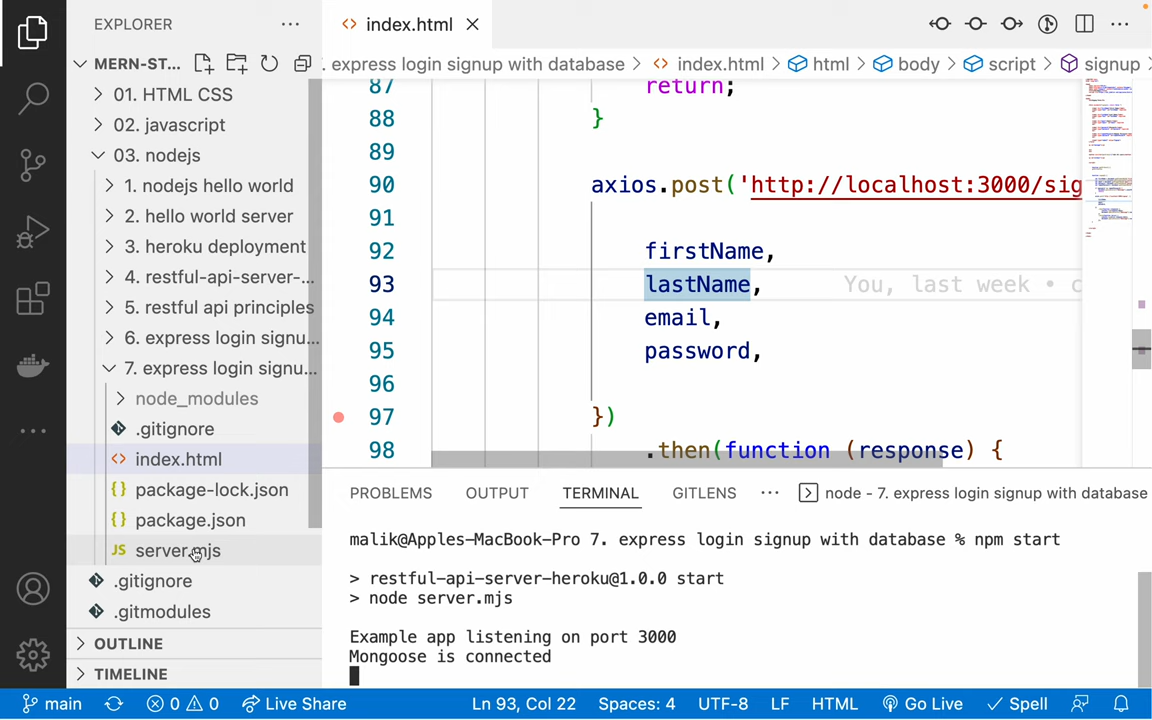 EXPLORER
index.html
MERN-ST...
. express login signup with database > index.html > html > body > script > signup
01. HTML CSS
02. javascript
03. nodejs
1. nodejs hello world
2. hello world server
3. heroku deployment
4. restful-api-server-...
5. restful api principles
6. express login signu...
7. express login signu...
node_modules
.gitignore
index.html
package-lock.json
package.json
server.mjs
.gitignore
.gitmodules
OUTLINE
TIMELINE
87 return;
88 }
89
90 axios.post('http://localhost:3000/sig
91
92 firstName,
93 lastName, You, last week • c
94 email,
95 password,
96
97 })
98 .then(function (response) {
PROBLEMS OUTPUT TERMINAL GITLENS ... node - 7. express login signup with database
malik@Apples-MacBook-Pro 7. express login signup with database % npm start
> restful-api-server-heroku@1.0.0 start
> node server.mjs
Example app listening on port 3000
Mongoose is connected
main 0 0 Live Share Ln 93, Col 22 Spaces: 4 UTF-8 LF HTML Go Live Spell